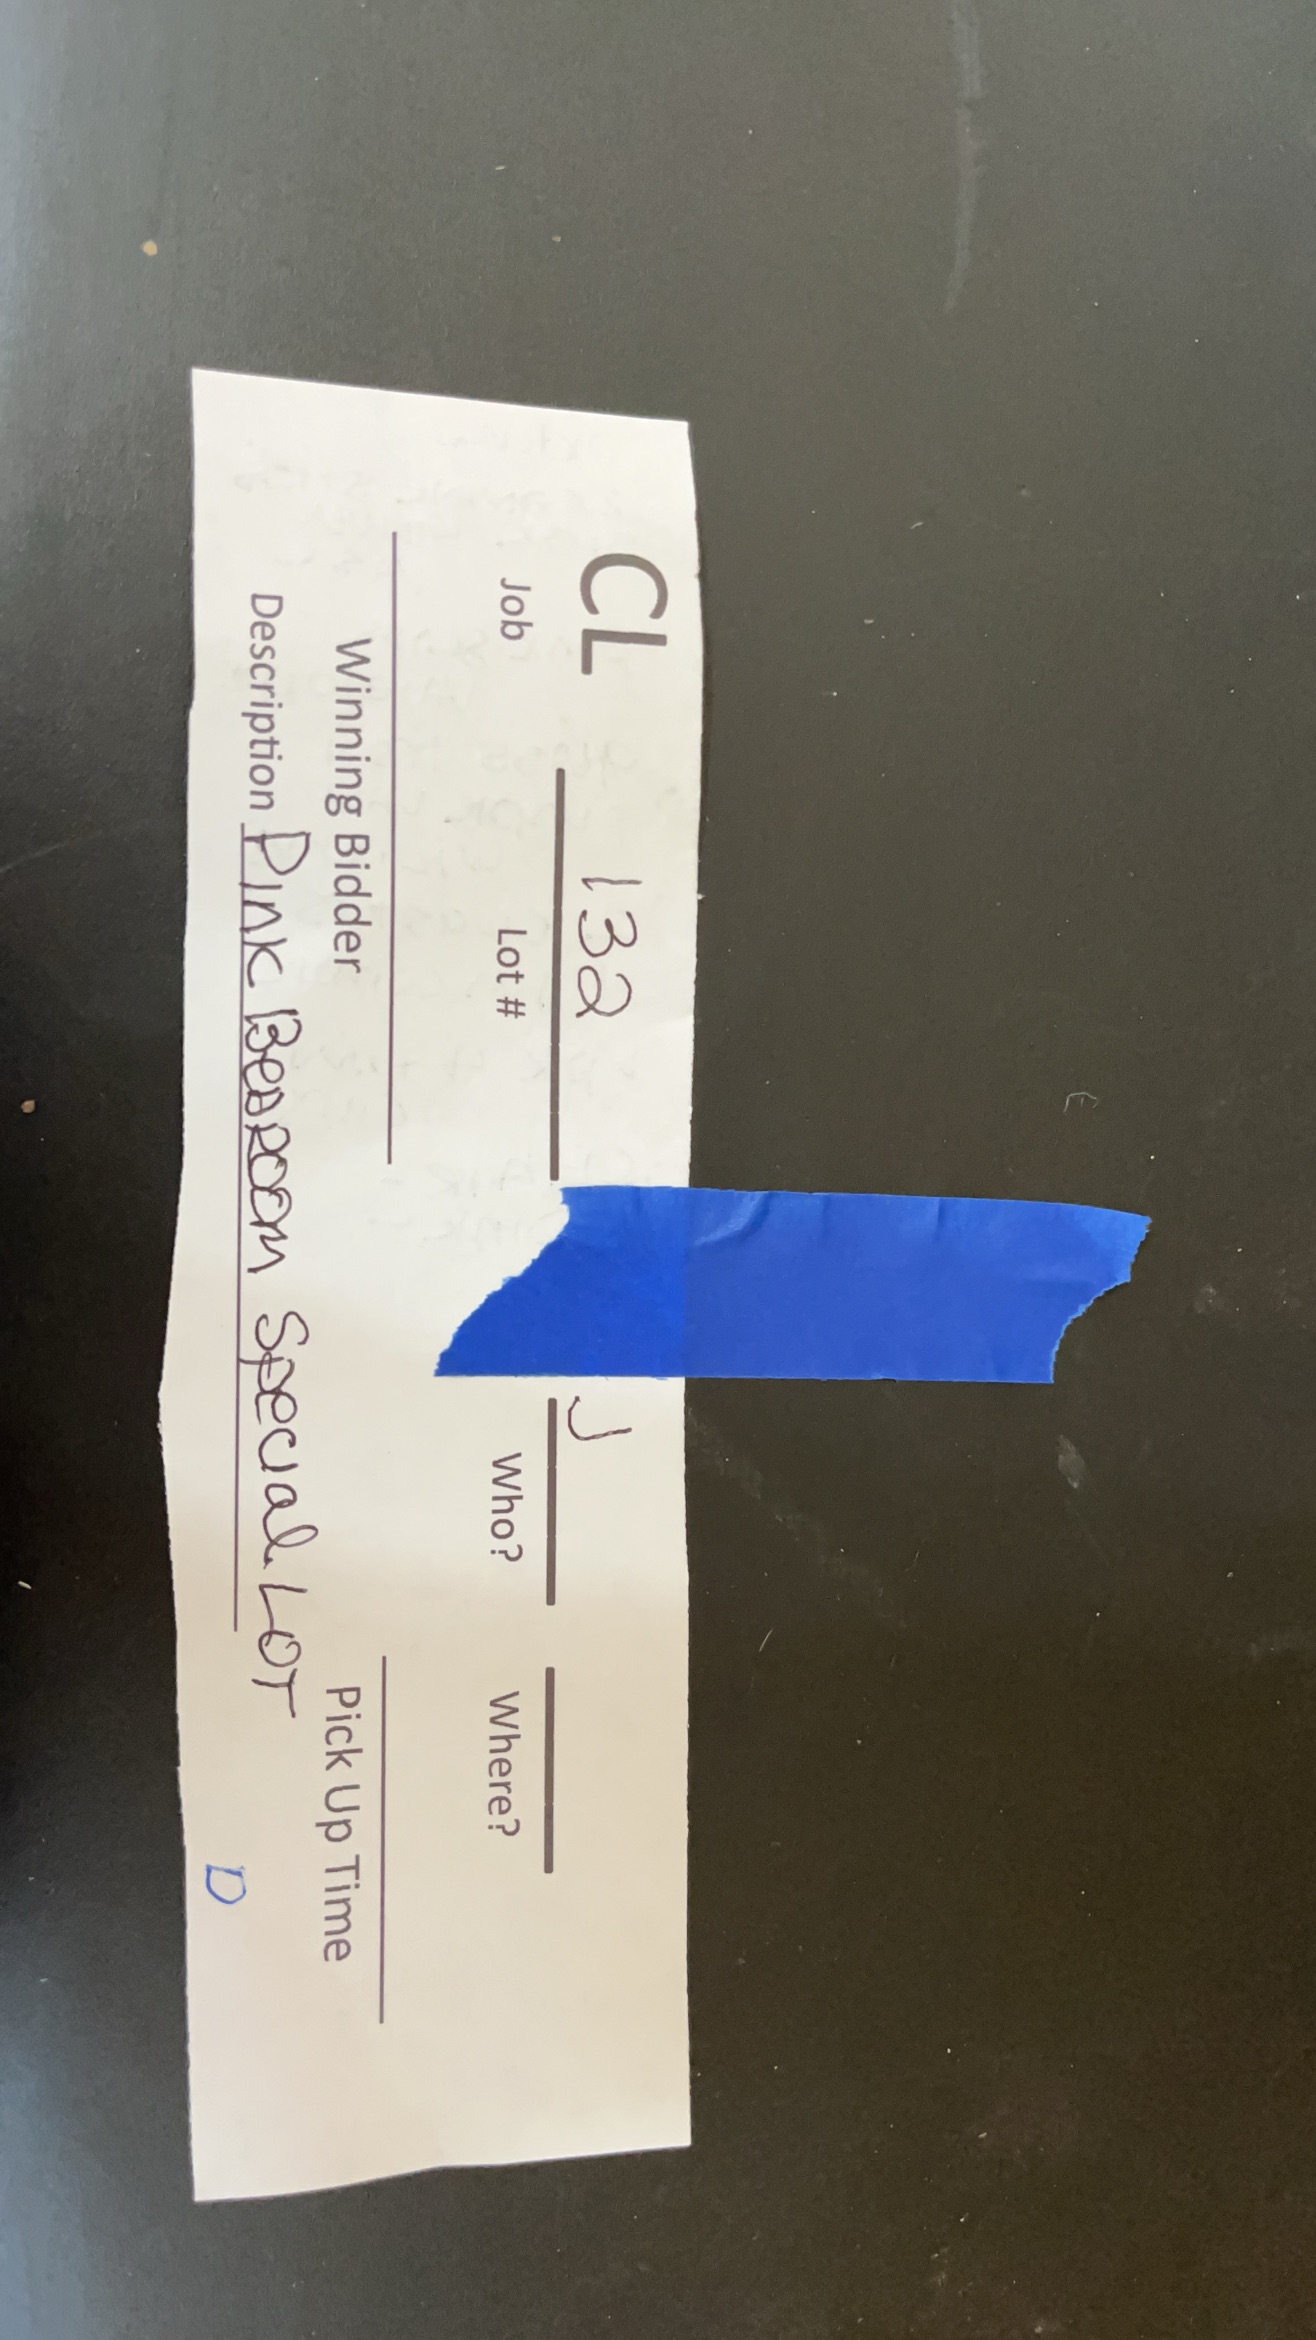 CL 132 J
Job Lot # Who? Where?
Winning Bidder Pick Up Time
Description Pink Bedroom Special Lot
D